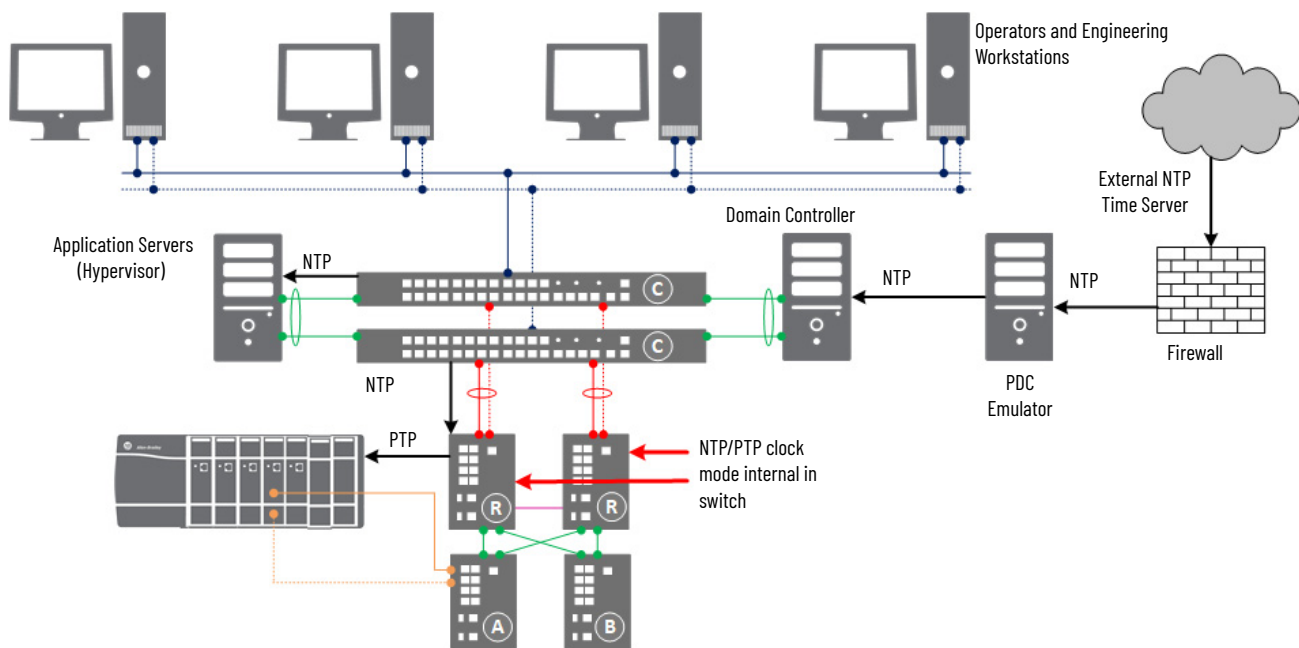 Operators and Engineering
Workstations
External NTP
Time Server
Domain Controller
Application Servers
(Hypervisor)
NTP
NTP
NTP
C
C
Firewall
PDC
Emulator
NTP
PTP
NTP/PTP clock
mode internal in
switch
R
R
A
B